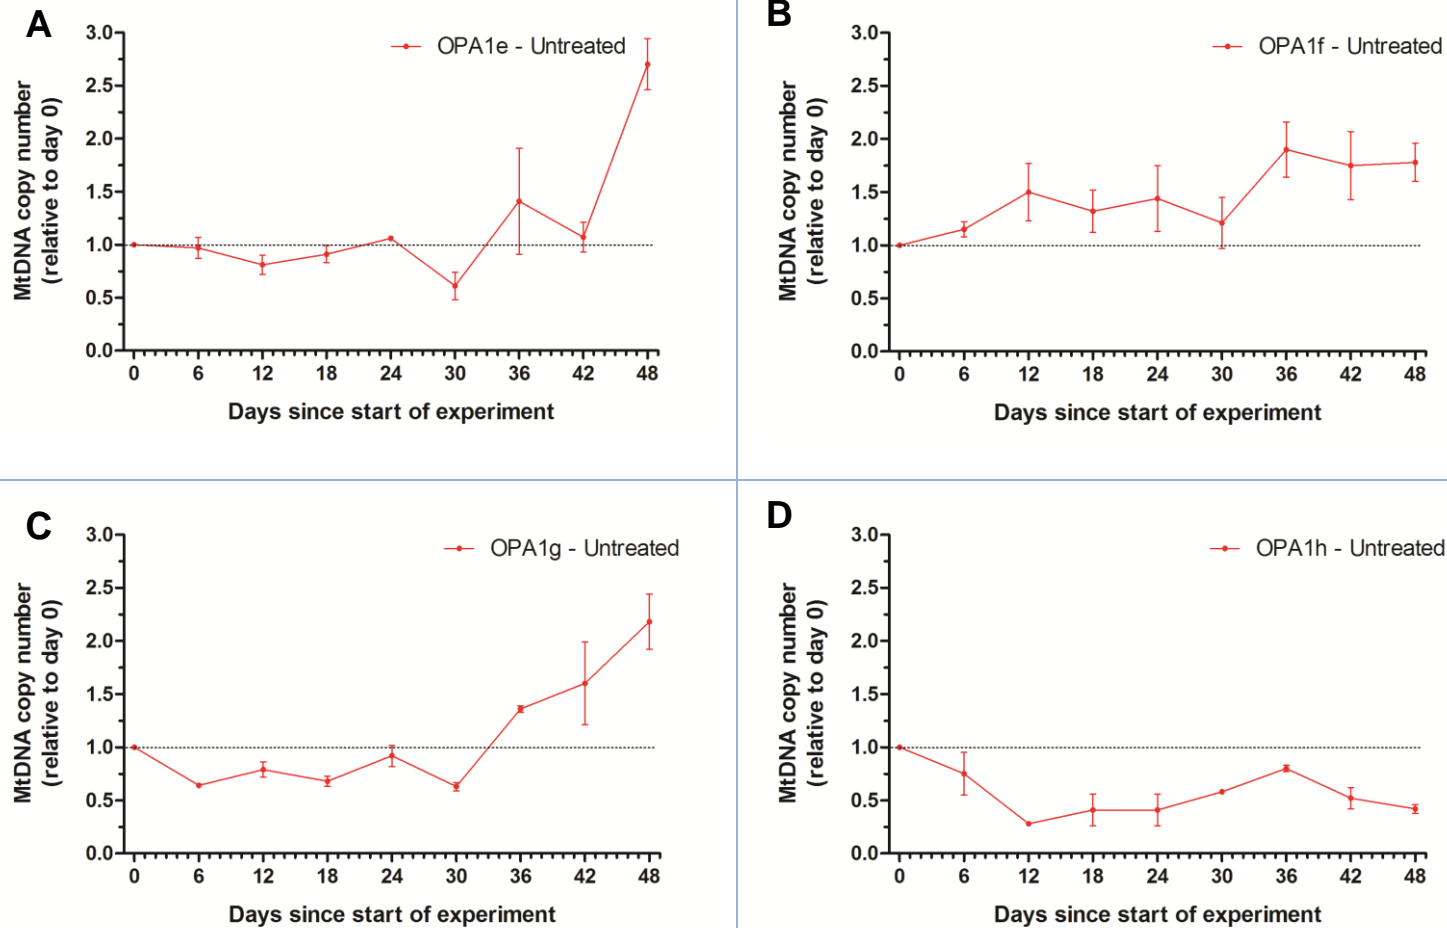 A
OPA1e - Untreated
MtDNA copy number
(relative to day 0)
3.0
2.5
2.0
1.5
1.0
0.5
0.0
0 6 12 18 24 30 36 42 48
Days since start of experiment
B
OPA1f - Untreated
MtDNA copy number
(relative to day 0)
3.0
2.5
2.0
1.5
1.0
0.5
0.0
0 6 12 18 24 30 36 42 48
Days since start of experiment
C
OPA1g - Untreated
MtDNA copy number
(relative to day 0)
3.0
2.5
2.0
1.5
1.0
0.5
0.0
0 6 12 18 24 30 36 42 48
Days since start of experiment
D
OPA1h - Untreated
MtDNA copy number
(relative to day 0)
3.0
2.5
2.0
1.5
1.0
0.5
0.0
0 6 12 18 24 30 36 42 48
Days since start of experiment